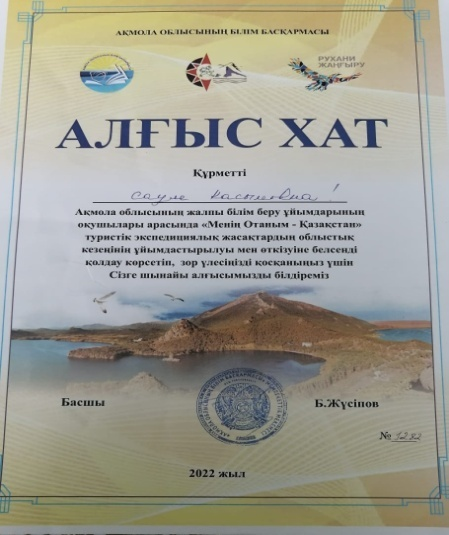 АҚМОЛА ОБЛЫСЫНЫҢ БІЛІМ БАСҚАРМАСЫ
РУХАНИ
ЖАҢҒЫРУ
АЛҒЫС ХАТ
Құрметті
Сауле !
Ақмола облысының жалпы білім беру ұйымдарының
оқушылары арасында «Менің Отаным - Қазақстан»
туристік экспедициялық жасақтардың облыстық
кезеңінің ұйымдастырылуы мен өткізуіне белсенді
қолдау көрсетіп, зор үлесіңізді қосқаныңыз үшін
Сізге шынайы алғысымызды білдіреміз
Басшы Б.Жүсіпов
№ 1232
2022 жыл